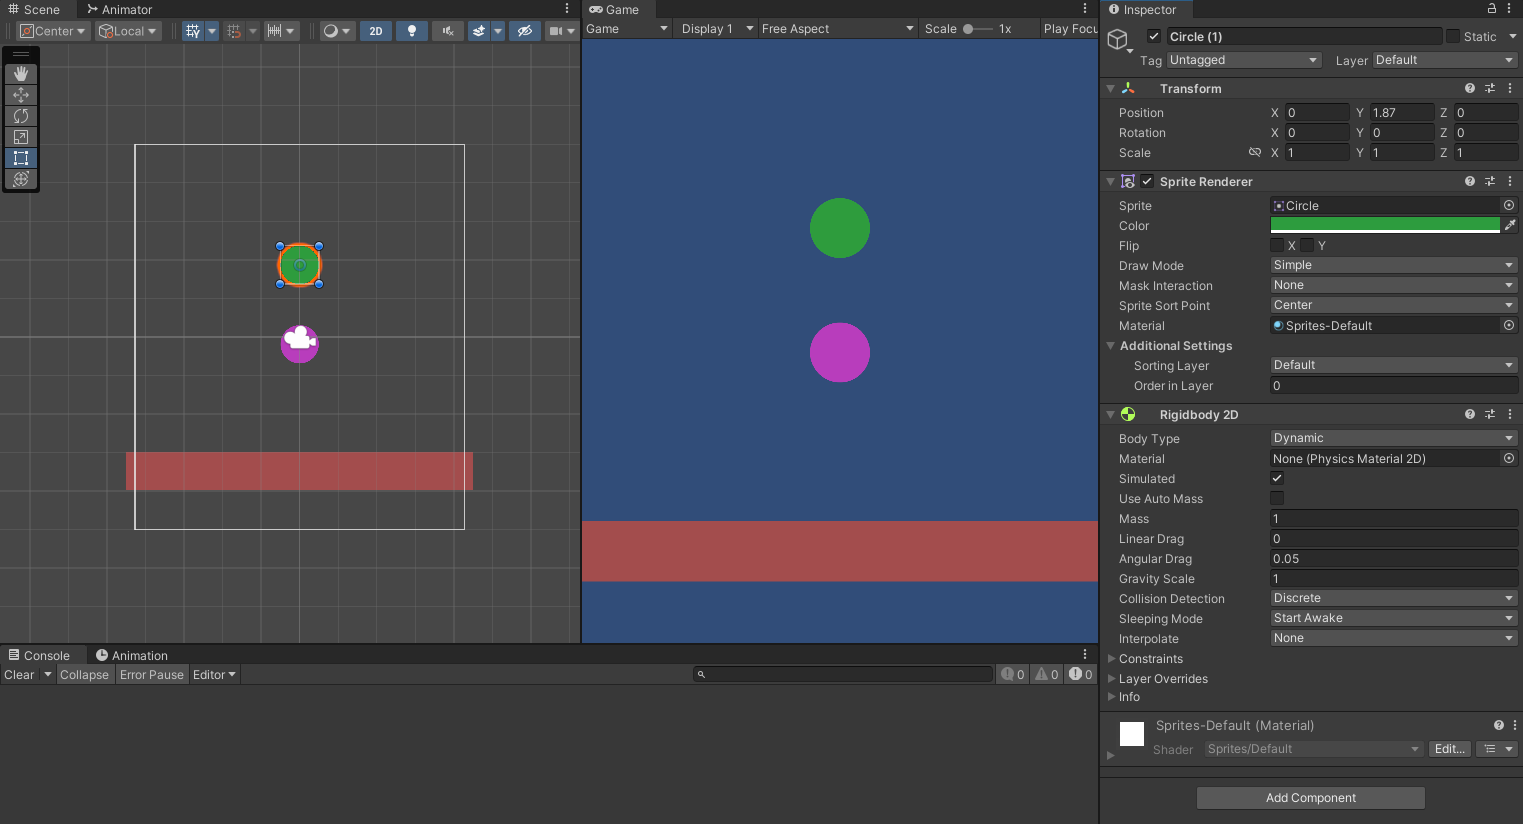 Scene Animator
Center Local 2D
Game
Game Display 1 Free Aspect Scale 1x Play Focu
Console Animation
Clear Collapse Error Pause Editor 0 0 0
Inspector
Circle (1) Static
Tag Untagged Layer Default
Transform
Position X 0 Y 1.87 Z 0
Rotation X 0 Y 0 Z 0
Scale X 1 Y 1 Z 1
Sprite Renderer
Sprite Circle
Color
Flip X Y
Draw Mode Simple
Mask Interaction None
Sprite Sort Point Center
Material Sprites-Default
Additional Settings
Sorting Layer Default
Order in Layer 0
Rigidbody 2D
Body Type Dynamic
Material None (Physics Material 2D)
Simulated
Use Auto Mass
Mass 1
Linear Drag 0
Angular Drag 0.05
Gravity Scale 1
Collision Detection Discrete
Sleeping Mode Start Awake
Interpolate None
Constraints
Layer Overrides
Info
Sprites-Default (Material)
Shader Sprites/Default Edit...
Add Component